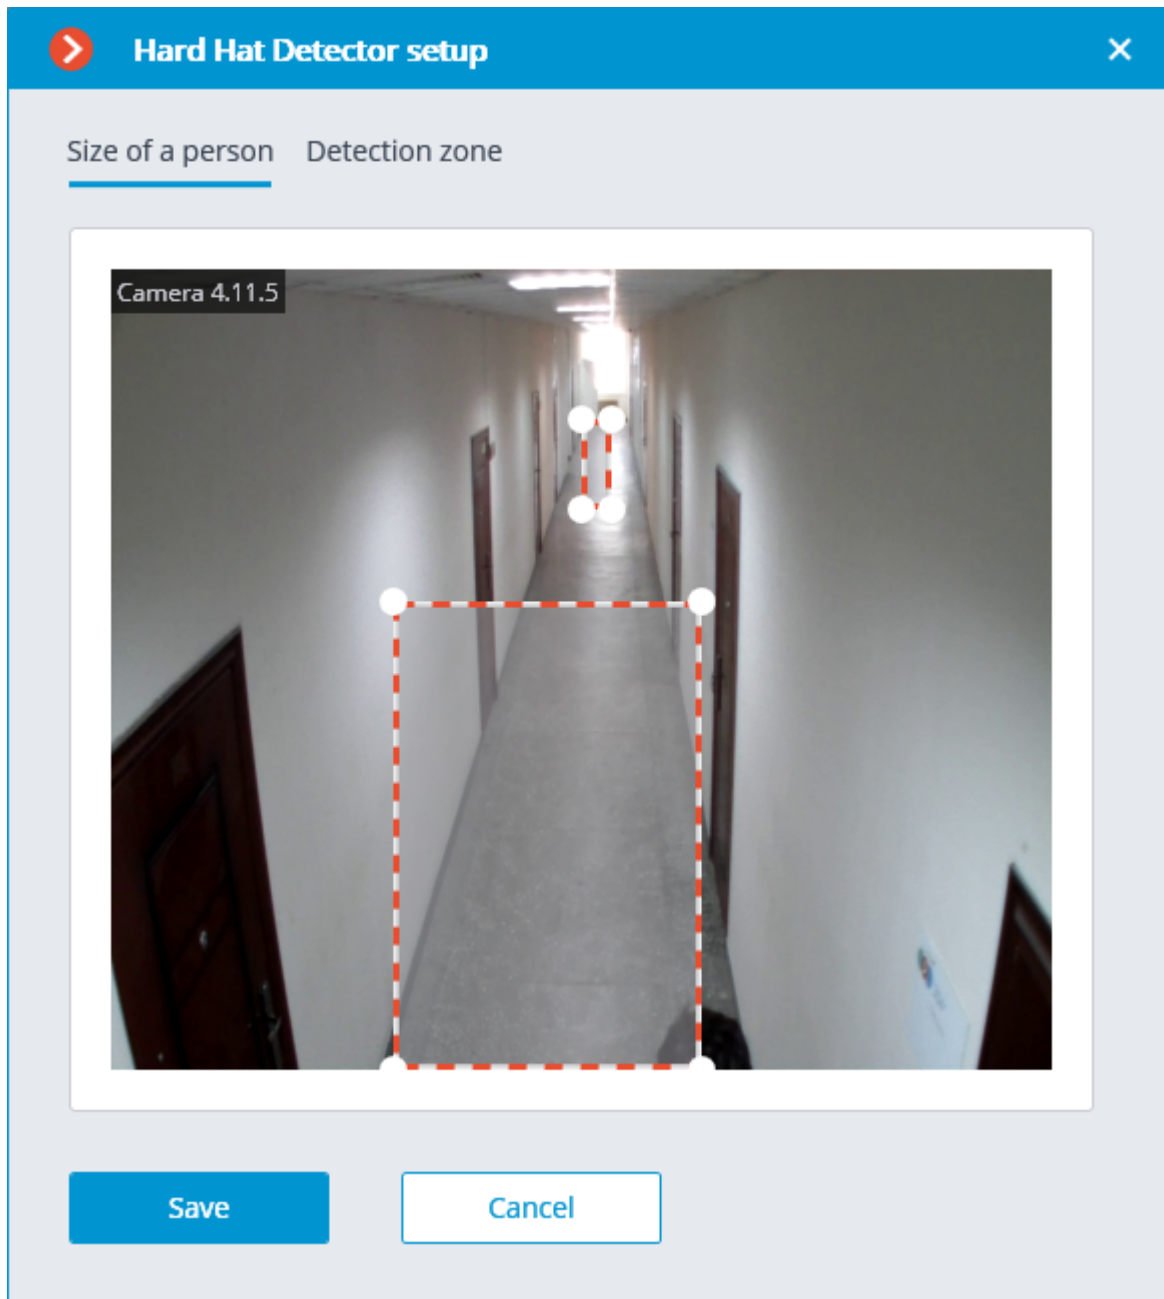 Hard Hat Detector setup
Size of a person
Detection zone
Camera 4.11.5
Save
Cancel